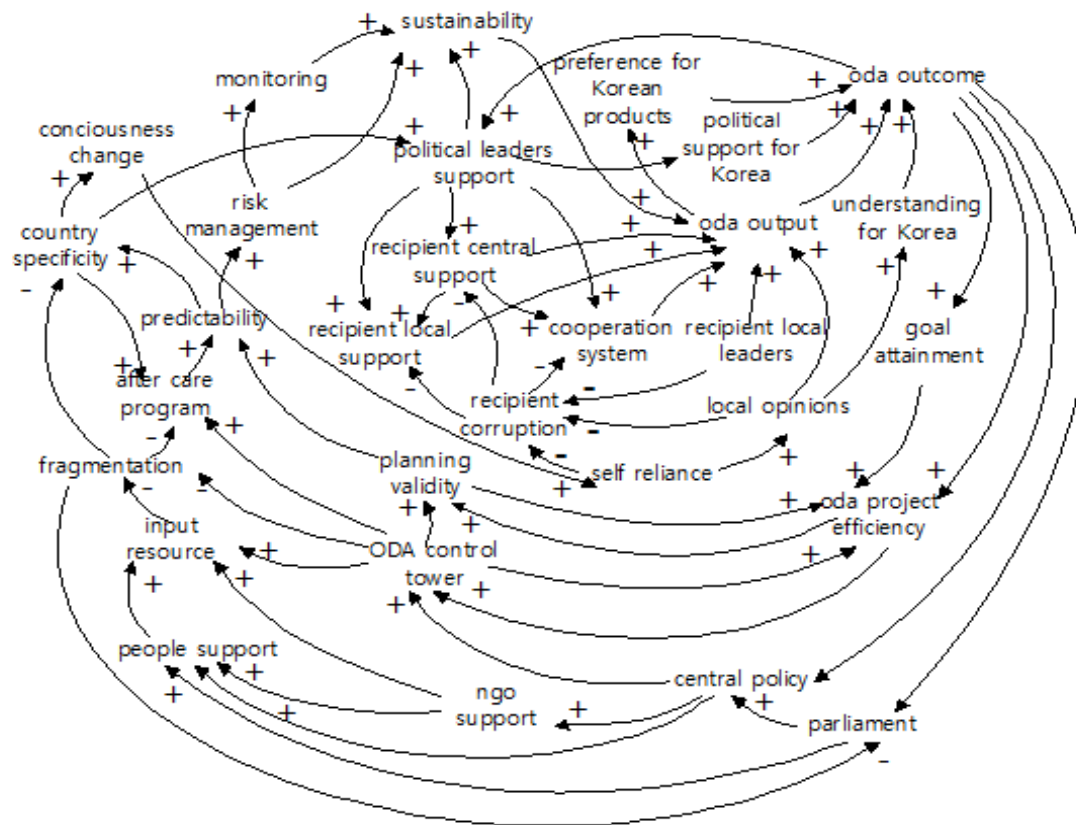 sustainability
monitoring
preference for
Korean
products
oda outcome
conciousness
change
political leaders
support
political
support for
Korea
risk
management
country
specificity
oda output
understanding
for Korea
recipient central
support
predictability
recipient local
support
cooperation
system
recipient local
leaders
goal
attainment
after care
program
recipient
corruption
local opinions
fragmentation
planning
validity
self reliance
oda project
efficiency
input
resource
ODA control
tower
people support
ngo
support
central policy
parliament